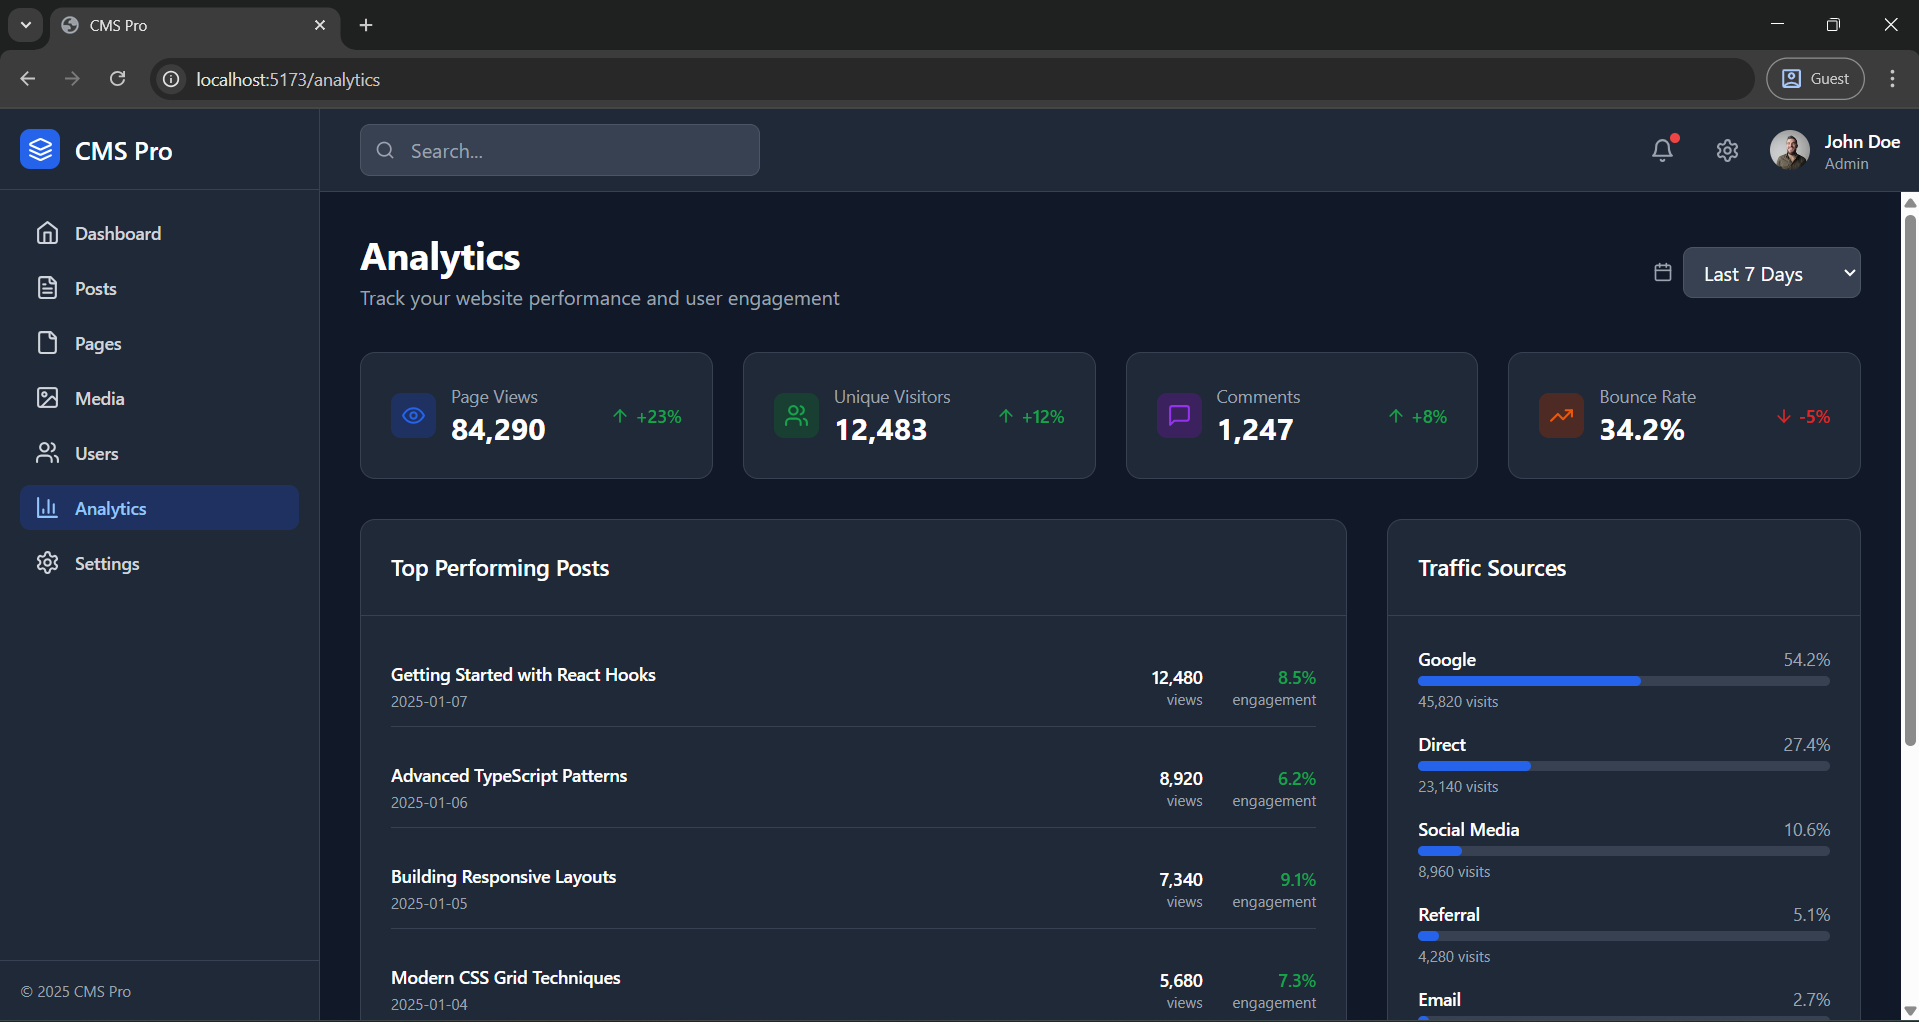 CMS Pro
localhost:5173/analytics
Guest
CMS Pro
Search...
John Doe
Admin
Dashboard
Posts
Pages
Media
Users
Analytics
Settings
© 2025 CMS Pro
Analytics
Track your website performance and user engagement
Last 7 Days
Page Views
84,290
+23%
Unique Visitors
12,483
+12%
Comments
1,247
+8%
Bounce Rate
34.2%
-5%
Top Performing Posts
Getting Started with React Hooks
2025-01-07
12,480
views
8.5%
engagement
Advanced TypeScript Patterns
2025-01-06
8,920
views
6.2%
engagement
Building Responsive Layouts
2025-01-05
7,340
views
9.1%
engagement
Modern CSS Grid Techniques
2025-01-04
5,680
views
7.3%
engagement
Traffic Sources
Google 54.2%
45,820 visits
Direct 27.4%
23,140 visits
Social Media 10.6%
8,960 visits
Referral 5.1%
4,280 visits
Email 2.7%